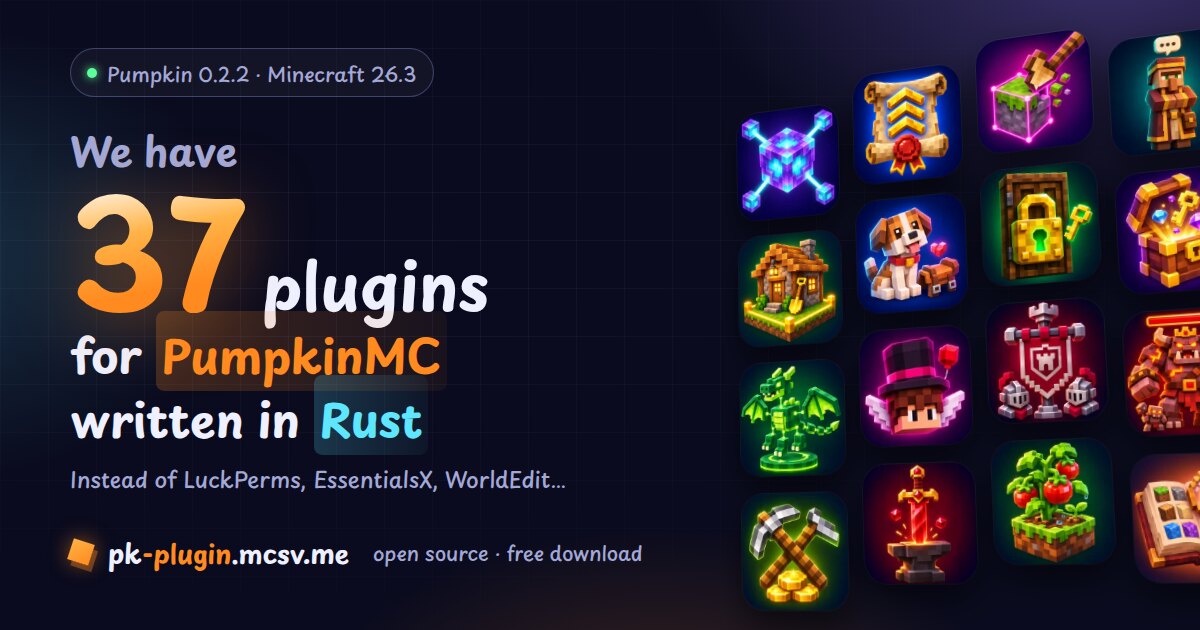 Pumpkin 0.2.2 · Minecraft 26.3
We have
37 plugins
for PumpkinMC
written in Rust
Instead of LuckPerms, EssentialsX, WorldEdit...
pk-plugin.mcsv.me open source · free download